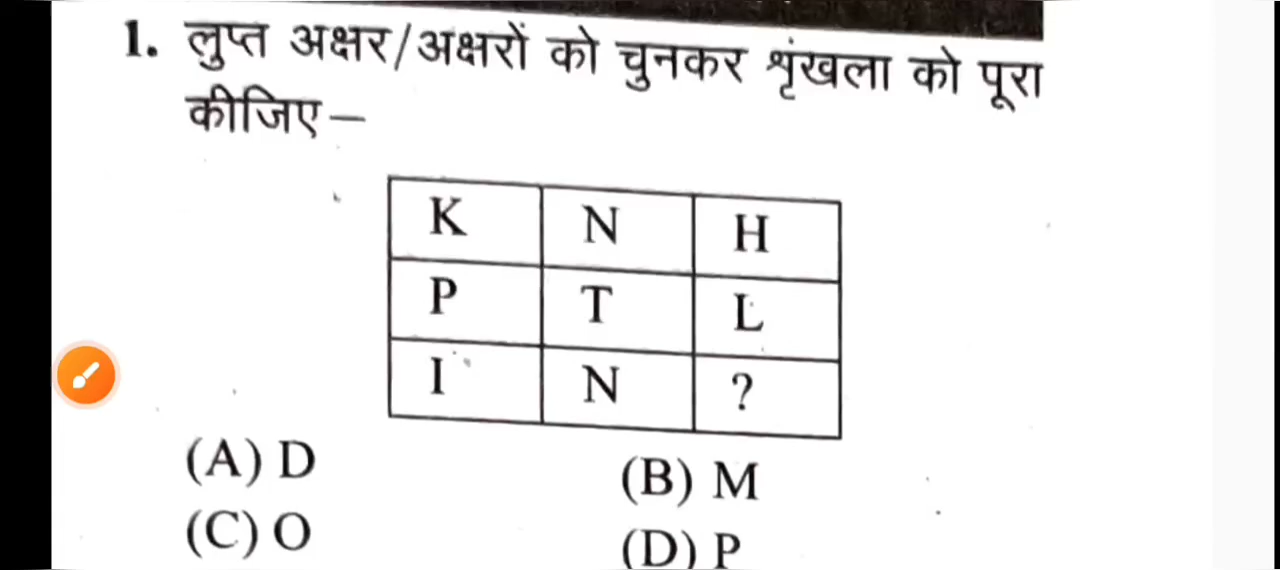 1. लुप्त अक्षर/अक्षरों को चुनकर शृंखला को पूरा
कीजिए—
K N H
P T L
I N ?
(A) D (B) M
(C) O (D) P